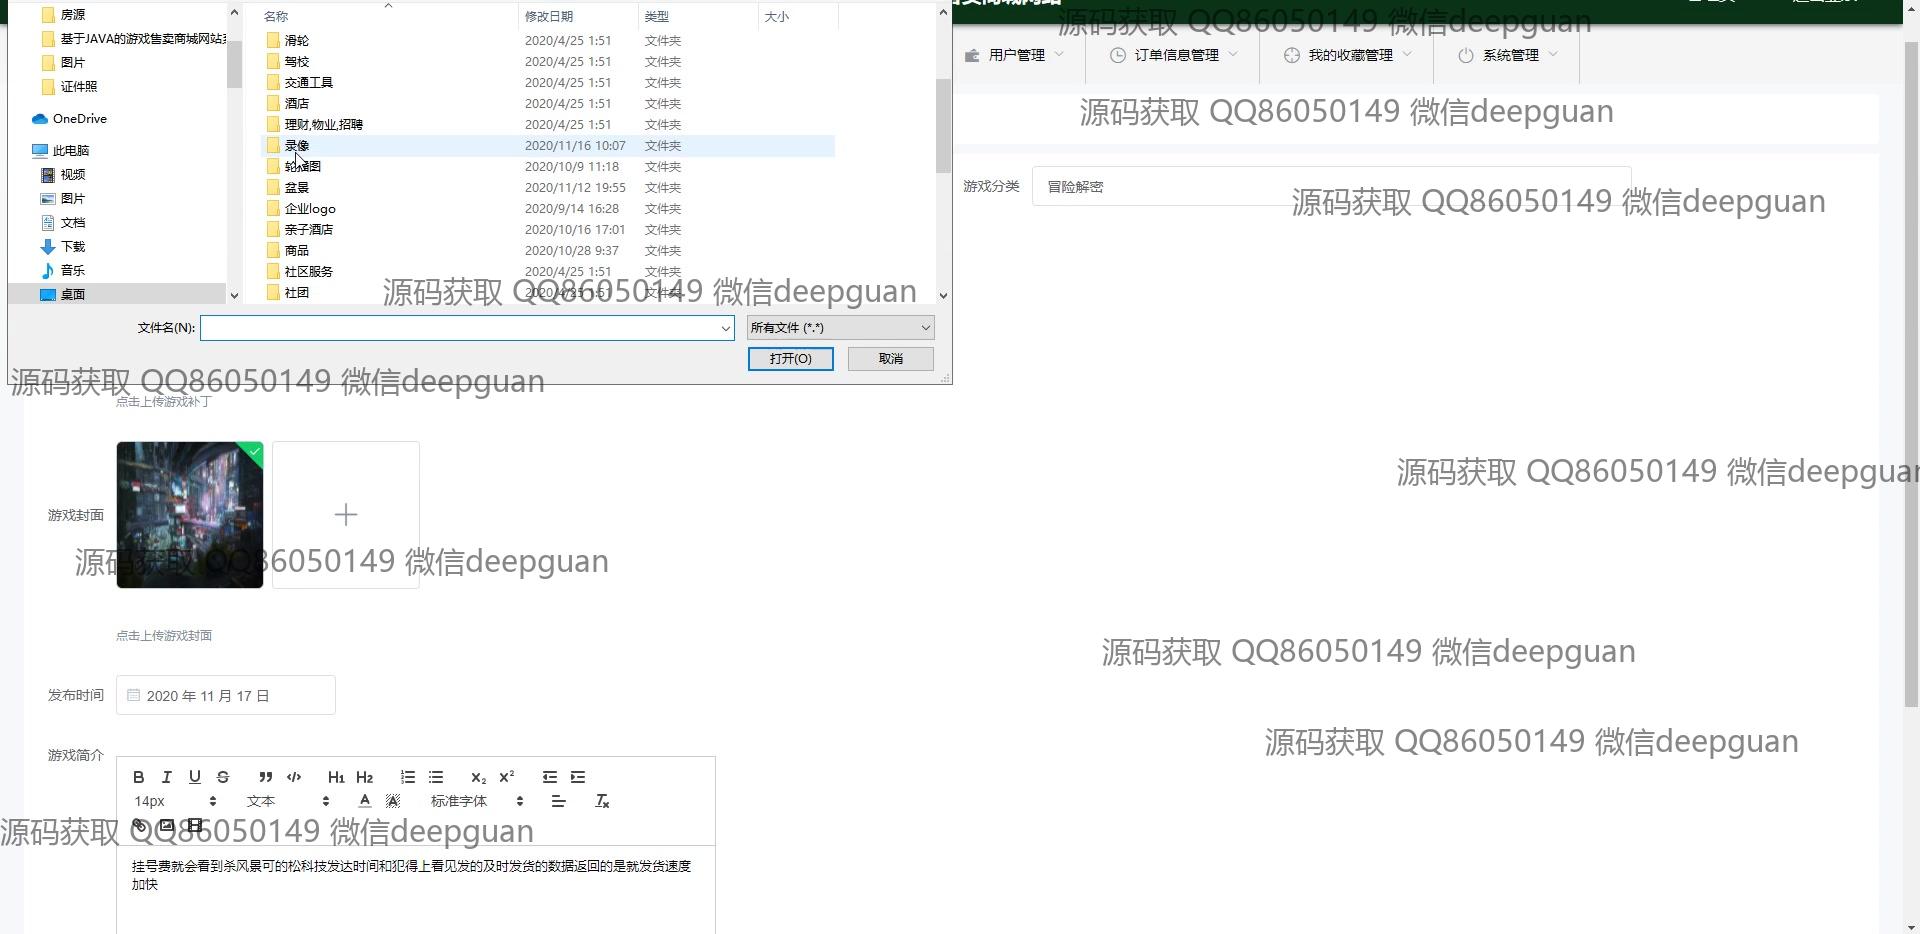 房源
基于JAVA的游戏售卖商城网站
图片
证件照
OneDrive
此电脑
视频
图片
文档
下载
音乐
桌面
名称 修改日期 类型 大小
滑轮 2020/4/25 1:51 文件夹
驾校 2020/4/25 1:51 文件夹
交通工具 2020/4/25 1:51 文件夹
酒店 2020/4/25 1:51 文件夹
理财,物业,招聘 2020/4/25 1:51 文件夹
录像 2020/11/16 10:07 文件夹
轮播图 2020/10/9 11:18 文件夹
盆景 2020/11/12 19:55 文件夹
企业logo 2020/9/14 16:28 文件夹
亲子酒店 2020/10/16 17:01 文件夹
商品 2020/10/28 9:37 文件夹
社区服务 2020/4/25 1:51 文件夹
社团 2020/4/25 1:51 文件夹
文件名(N): 所有文件 (*.*)
打开(O) 取消
用户管理 订单信息管理 我的收藏管理 系统管理
游戏分类 冒险解密
点击上传游戏补丁
游戏封面
点击上传游戏封面
发布时间 2020 年 11 月 17 日
游戏简介
B I U S H1 H2 X2 X2
14px 文本 A A 标准字体 Tx
挂号费就会看到杀风景可的松科技发达时间和犯得上看见发的及时发货的数据返回的是就发货速度
加快
源码获取 QQ86050149 微信deepguan
源码获取 QQ86050149 微信deepguan
源码获取 QQ86050149 微信deepguan
源码获取 QQ86050149 微信deepguan
源码获取 QQ86050149 微信deepguan
源码获取 QQ86050149 微信deepguan
源码获取 QQ86050149 微信deepguan
源码获取 QQ86050149 微信deepguan
源码获取 QQ86050149 微信deepguan
源码获取 QQ86050149 微信deepguan